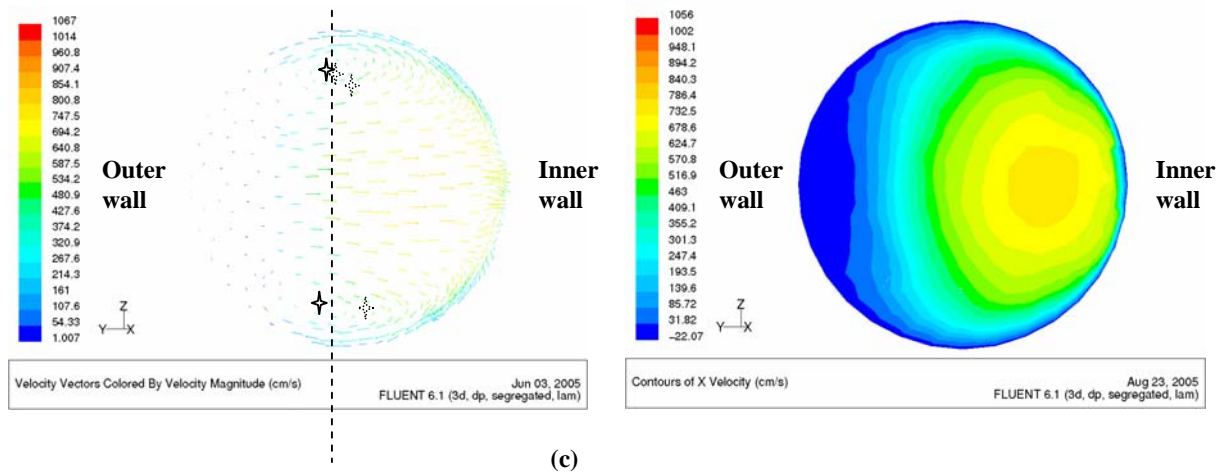 1067
1014
960.8
907.4
854.1
800.8
747.5
694.2
640.8
587.5
534.2
480.9
427.6
374.2
320.9
267.6
214.3
161
107.6
54.33
1.007
Outer
wall
Inner
wall
Z
Y X
Velocity Vectors Colored By Velocity Magnitude (cm/s)
Jun 03, 2005
FLUENT 6.1 (3d, dp, segregated, lam)
1056
1002
948.1
894.2
840.3
786.4
732.5
678.6
624.7
570.8
516.9
463
409.1
355.2
301.3
247.4
193.5
139.6
85.72
31.82
-22.07
Outer
wall
Inner
wall
Z
Y X
Contours of X Velocity (cm/s)
Aug 23, 2005
FLUENT 6.1 (3d, dp, segregated, lam)
(c)